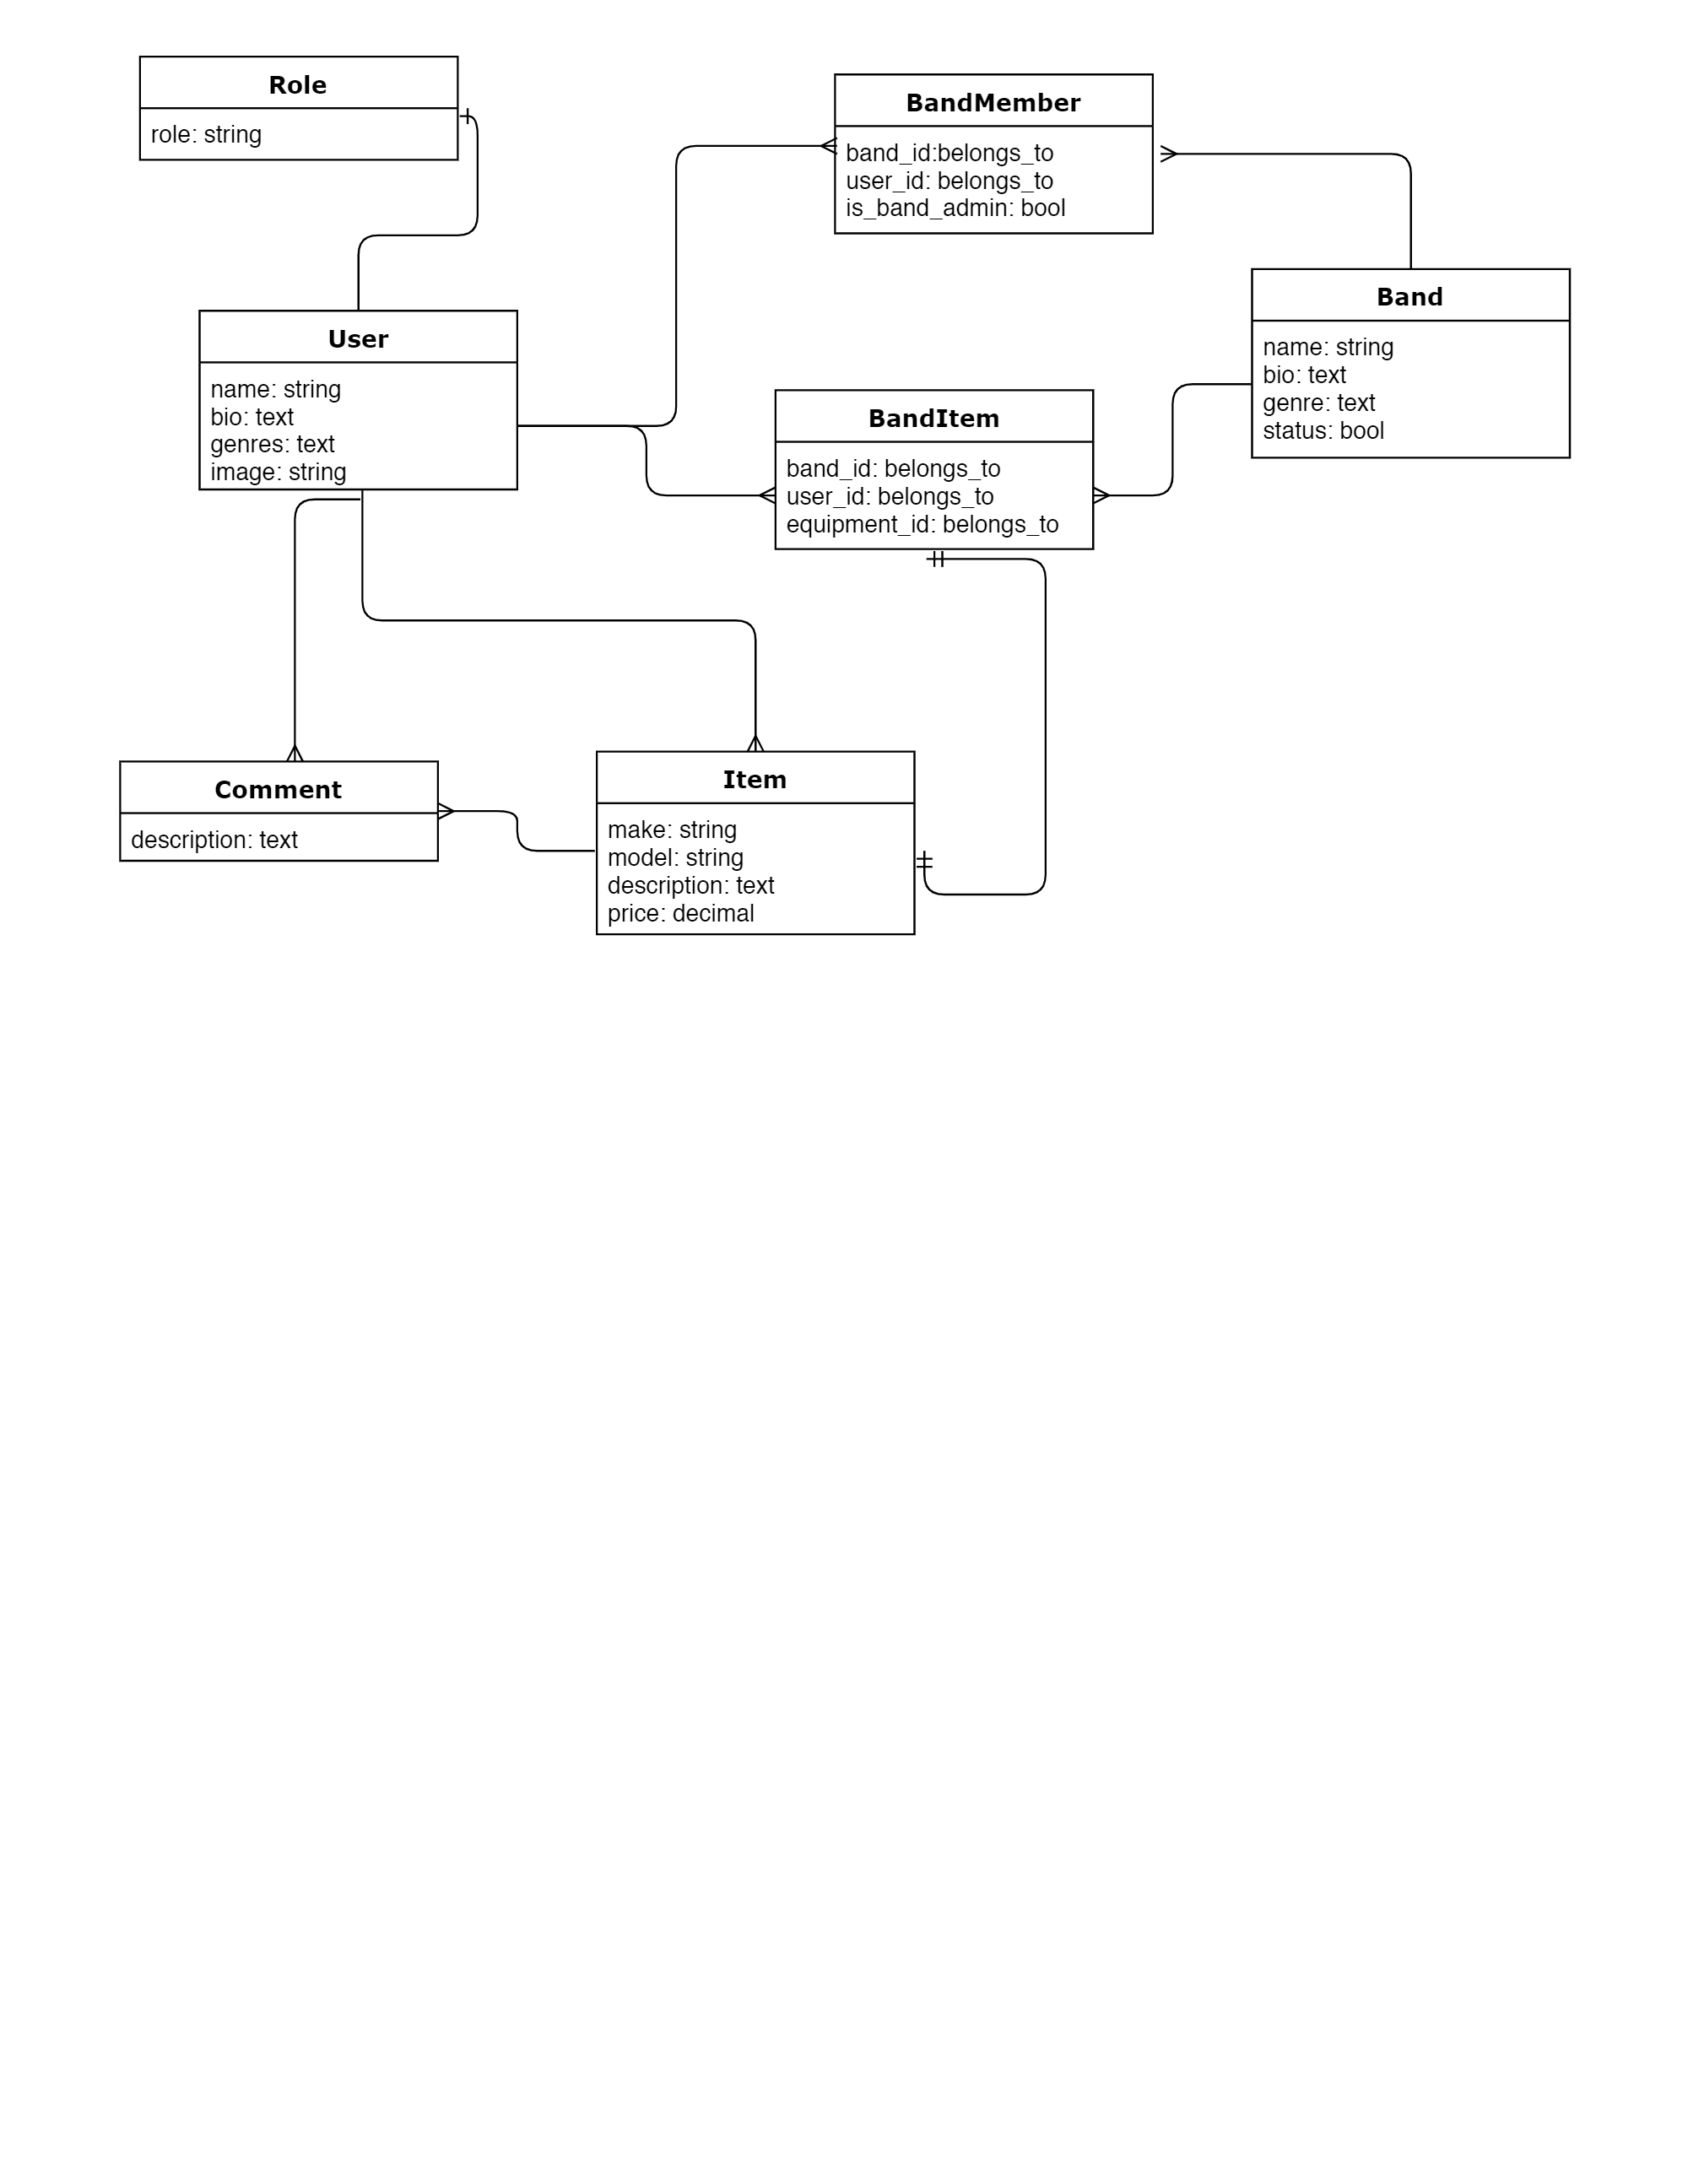 Role
role: string
BandMember
band_id:belongs_to
user_id: belongs_to
is_band_admin: bool
Band
name: string
bio: text
genre: text
status: bool
User
name: string
bio: text
genres: text
image: string
BandItem
band_id: belongs_to
user_id: belongs_to
equipment_id: belongs_to
Comment
description: text
Item
make: string
model: string
description: text
price: decimal